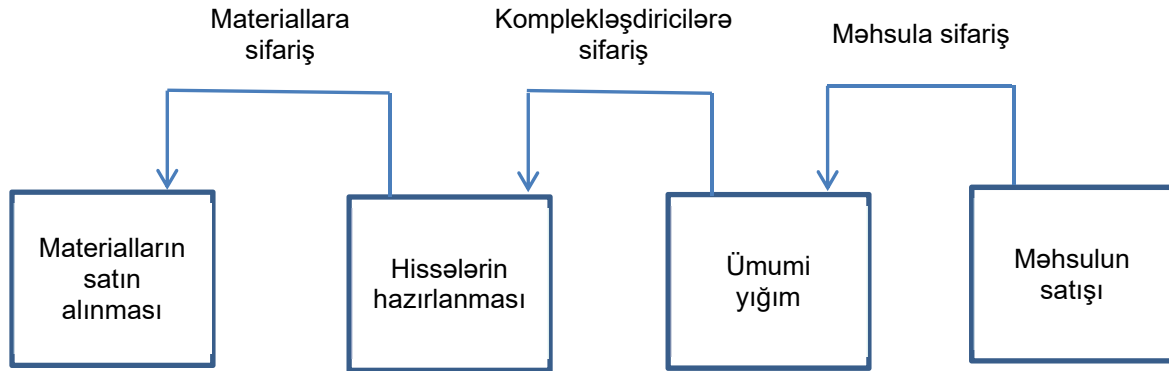 Materiallara
sifariş
Komplekləşdiricilərə
sifariş
Məhsula sifariş
Materialların
satın
alınması
Hissələrin
hazırlanması
Ümumi
yığım
Məhsulun
satışı